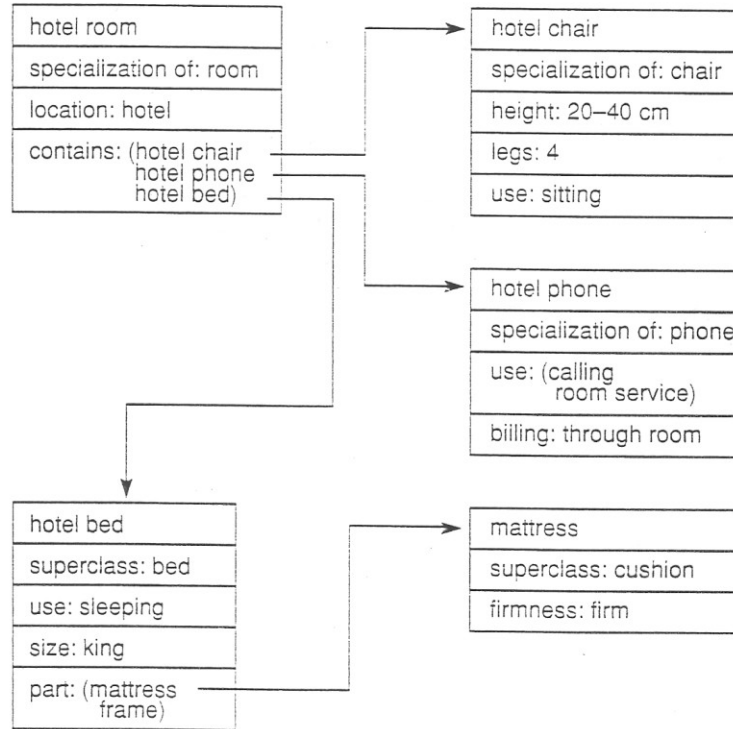 hotel room
specialization of: room
location: hotel
contains: (hotel chair
hotel phone
hotel bed)
hotel chair
specialization of: chair
height: 20–40 cm
legs: 4
use: sitting
hotel phone
specialization of: phone
use: (calling
room service)
biiling: through room
hotel bed
superclass: bed
use: sleeping
size: king
part: (mattress
frame)
mattress
superclass: cushion
firmness: firm